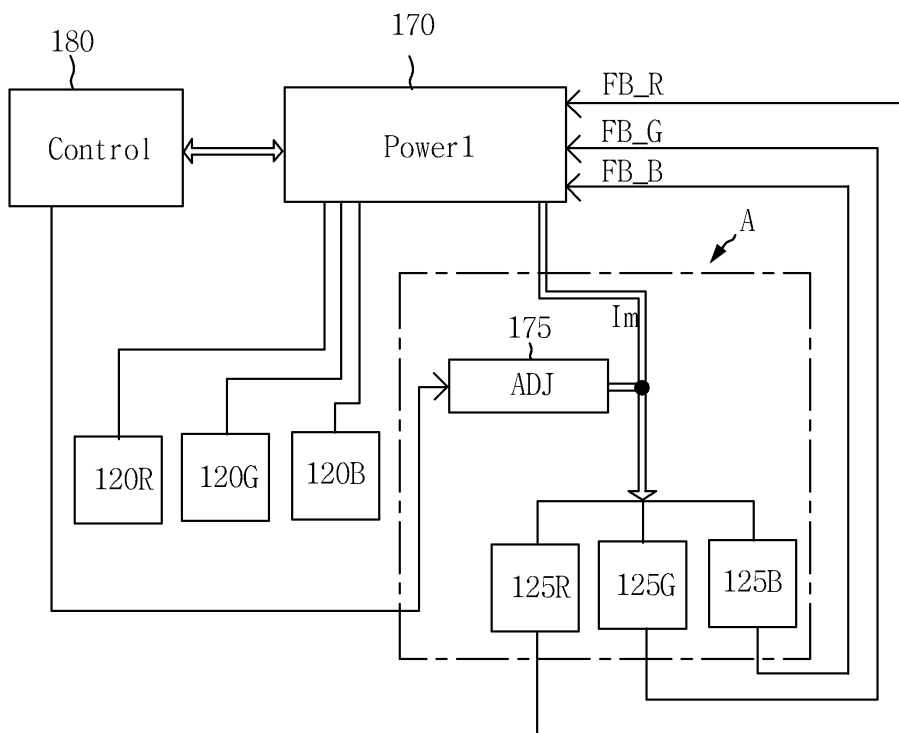 180
170
Control
Power1
FB_R
FB_G
FB_B
A
Im
175
ADJ
120R
120G
120B
125R
125G
125B